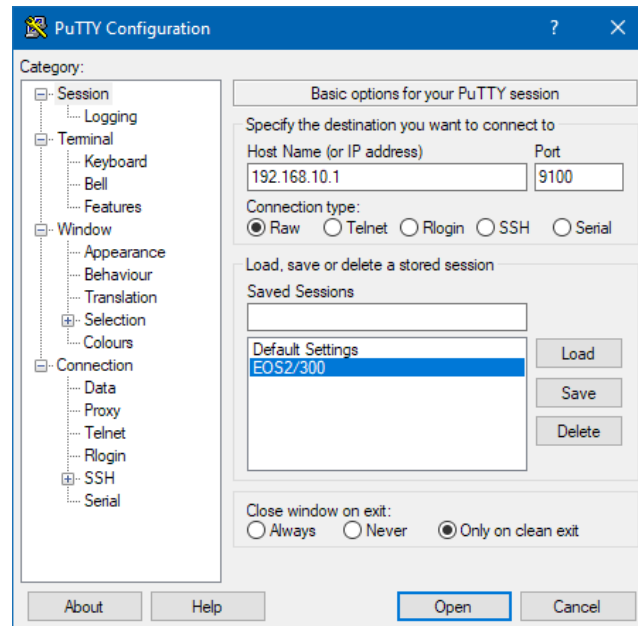 PuTTY Configuration ? ×
Category:
Session
Logging
Terminal
Keyboard
Bell
Features
Window
Appearance
Behaviour
Translation
Selection
Colours
Connection
Data
Proxy
Telnet
Rlogin
SSH
Serial
Basic options for your PuTTY session
Specify the destination you want to connect to
Host Name (or IP address) Port
192.168.10.1 9100
Connection type:
Raw Telnet Rlogin SSH Serial
Load, save or delete a stored session
Saved Sessions
Default Settings
EOS2/300
Load
Save
Delete
Close window on exit:
Always Never Only on clean exit
About Help Open Cancel